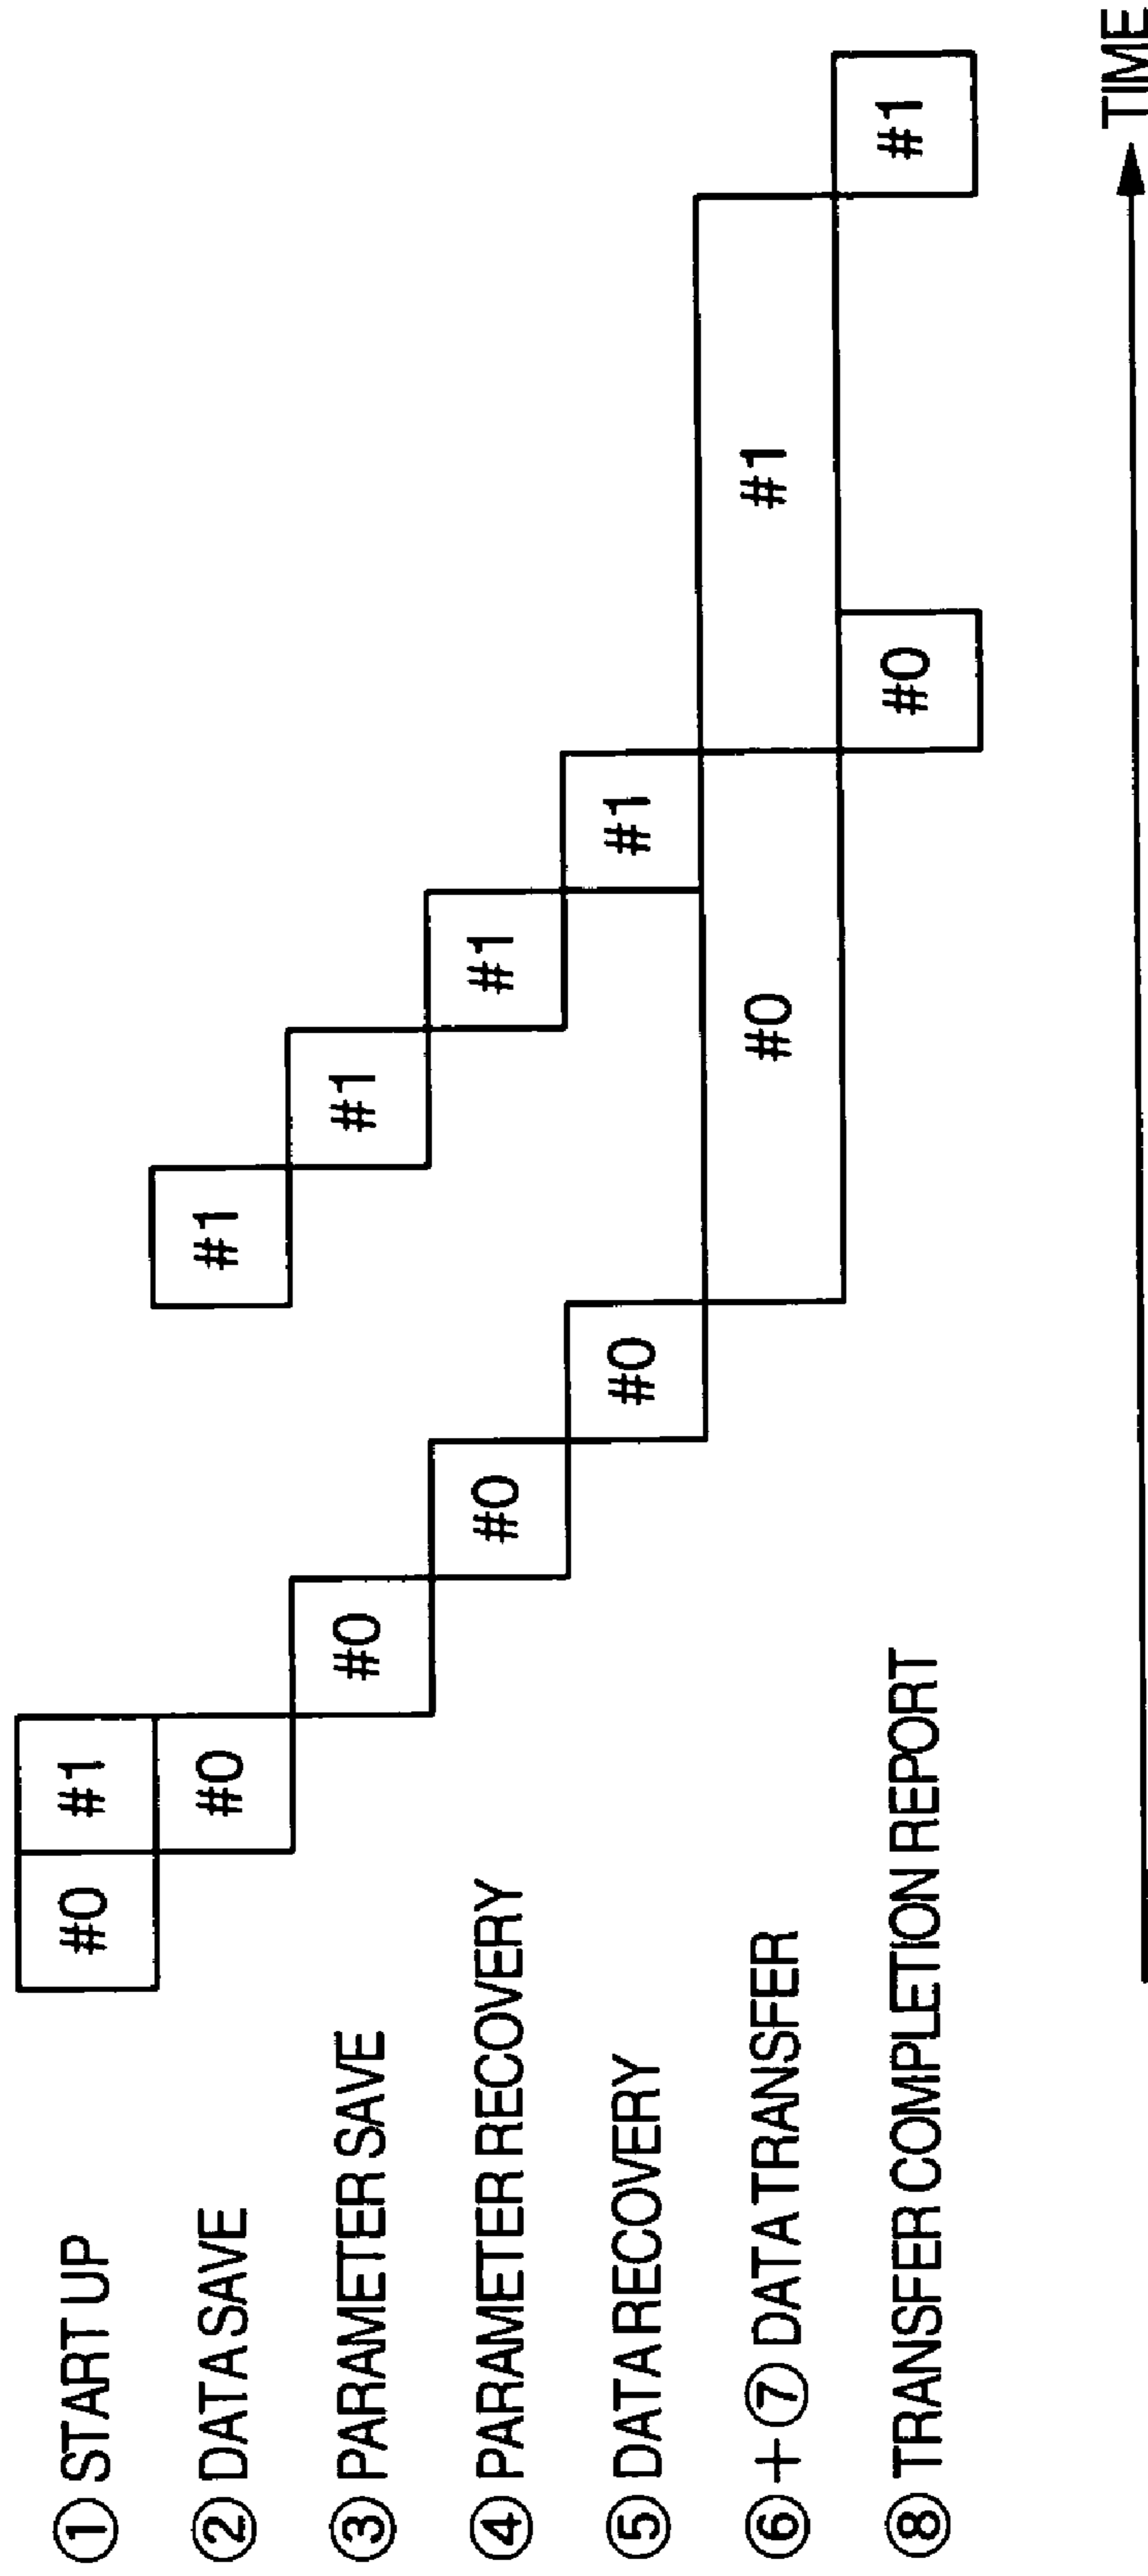 ① START UP #0 #1
② DATA SAVE #0 #1
③ PARAMETER SAVE #0 #1
④ PARAMETER RECOVERY #0 #1
⑤ DATA RECOVERY #0 #1
⑥ + ⑦ DATA TRANSFER #0 #1
⑧ TRANSFER COMPLETION REPORT #0 #1
TIME